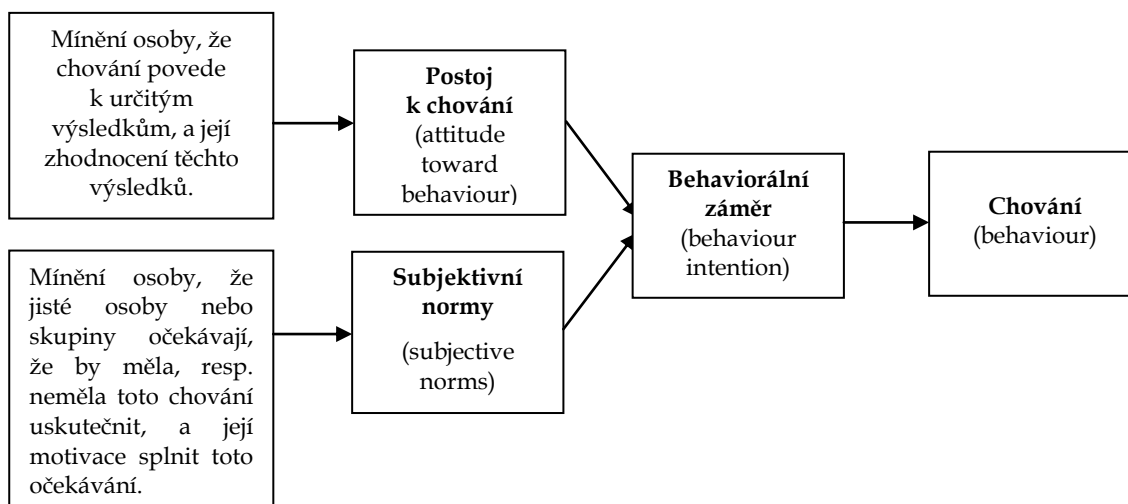 Mínění osoby, že
chování povede
k určitým
výsledkům, a její
zhodnocení těchto
výsledků.
Postoj
k chování
(attitude
toward
behaviour)
Mínění osoby, že
jisté osoby nebo
skupiny očekávají,
že by měla, resp.
neměla toto chování
uskutečnit, a její
motivace splnit toto
očekávání.
Subjektivní
normy
(subjective
norms)
Behaviorální
záměr
(behaviour
intention)
Chování
(behaviour)